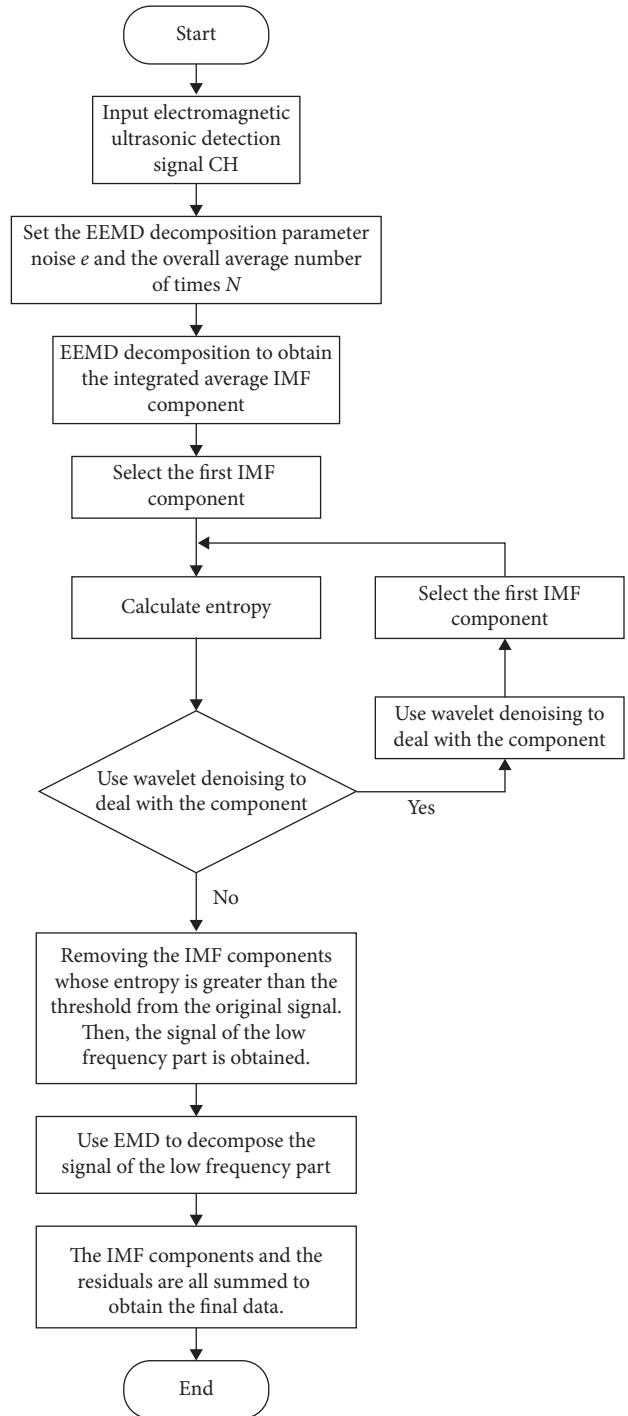 Start
Input electromagnetic
ultrasonic detection
signal CH
Set the EEMD decomposition parameter
noise e and the overall average number
of times N
EEMD decomposition to obtain
the integrated average IMF
component
Select the first IMF
component
Calculate entropy
Select the first IMF
component
Use wavelet denoising to
deal with the component
Use wavelet denoising to
deal with the component
Yes
No
Removing the IMF components
whose entropy is greater than the
threshold from the original signal.
Then, the signal of the low
frequency part is obtained.
Use EMD to decompose the
signal of the low frequency part
The IMF components and the
residuals are all summed to
obtain the final data.
End